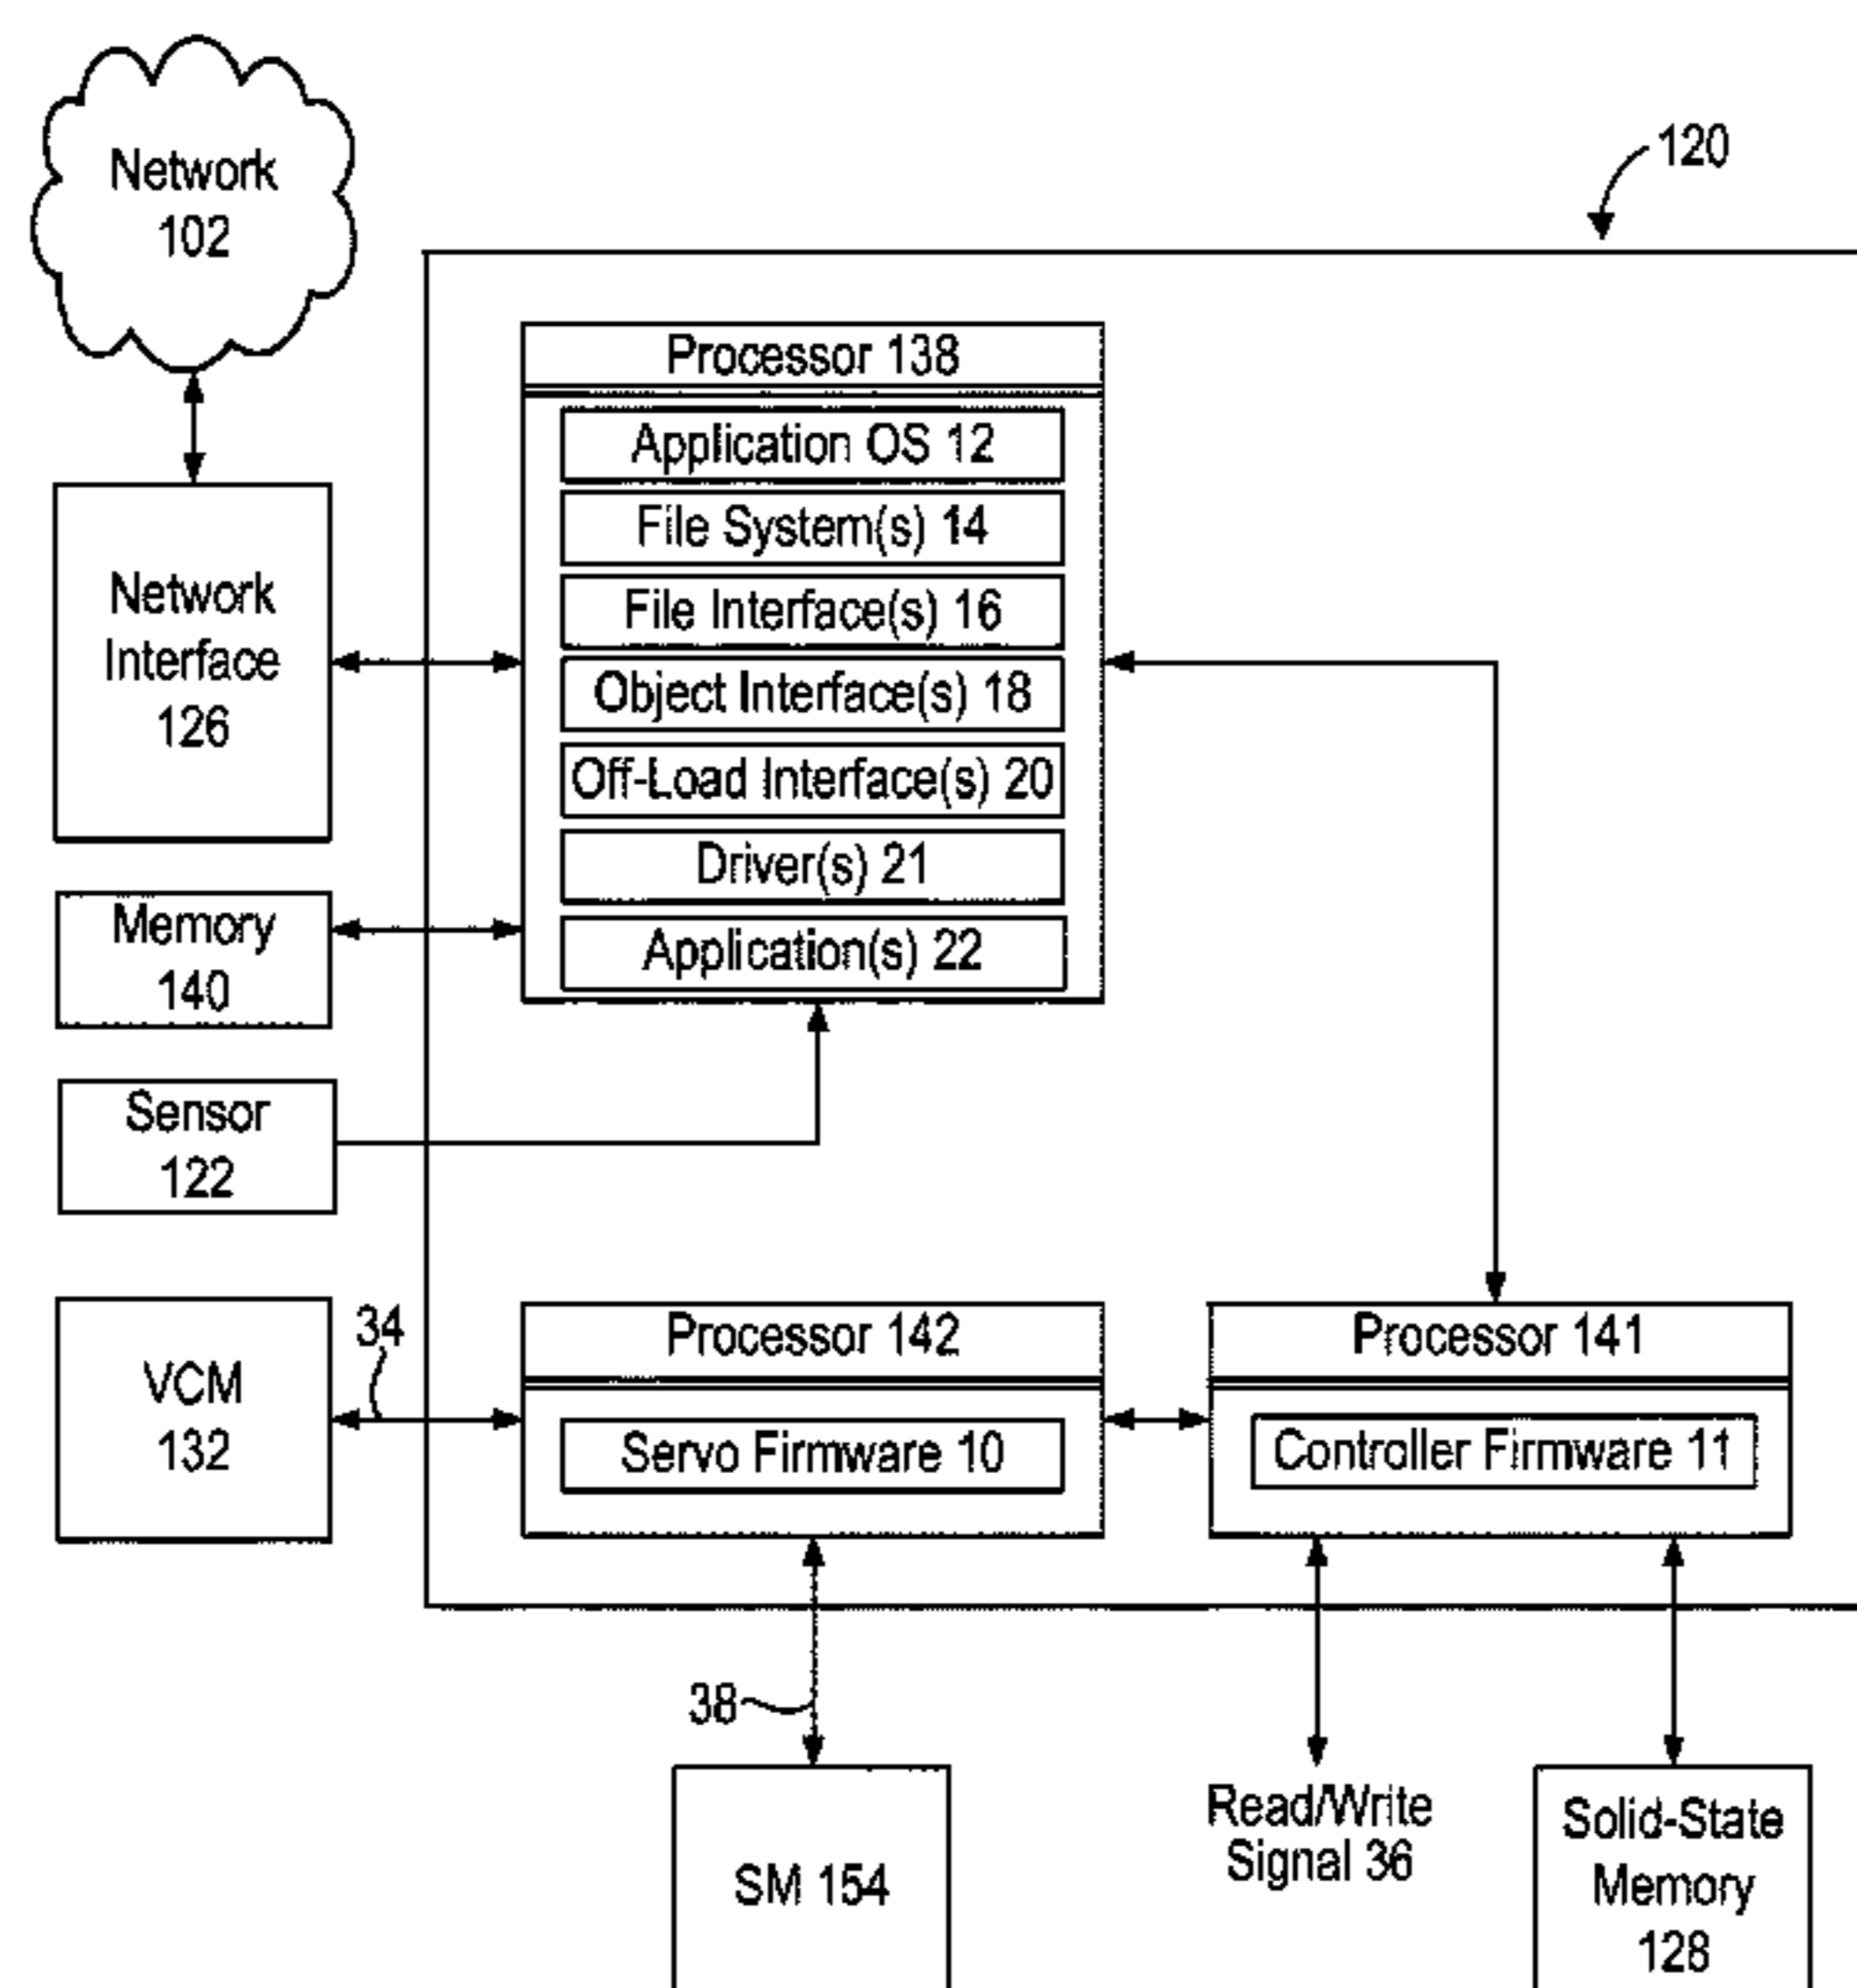 Network
102
120
Processor 138
Application OS 12
File System(s) 14
File Interface(s) 16
Object Interface(s) 18
Off-Load Interface(s) 20
Driver(s) 21
Application(s) 22
Network
Interface
126
Memory
140
Sensor
122
VCM
132
34
Processor 142
Servo Firmware 10
Processor 141
Controller Firmware 11
38
SM 154
Read/Write
Signal 36
Solid-State
Memory
128